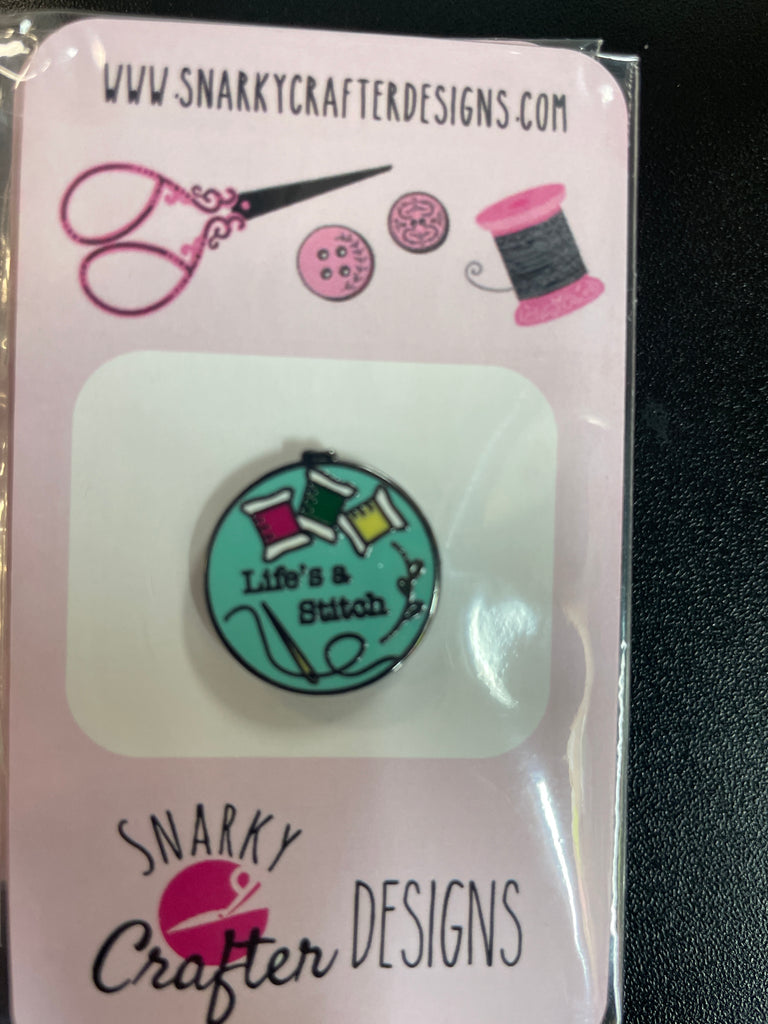 WWW.SNARKYCRAFTERDESIGNS.COM
Life's a
Stitch
SNARKY
Crafter DESIGNS